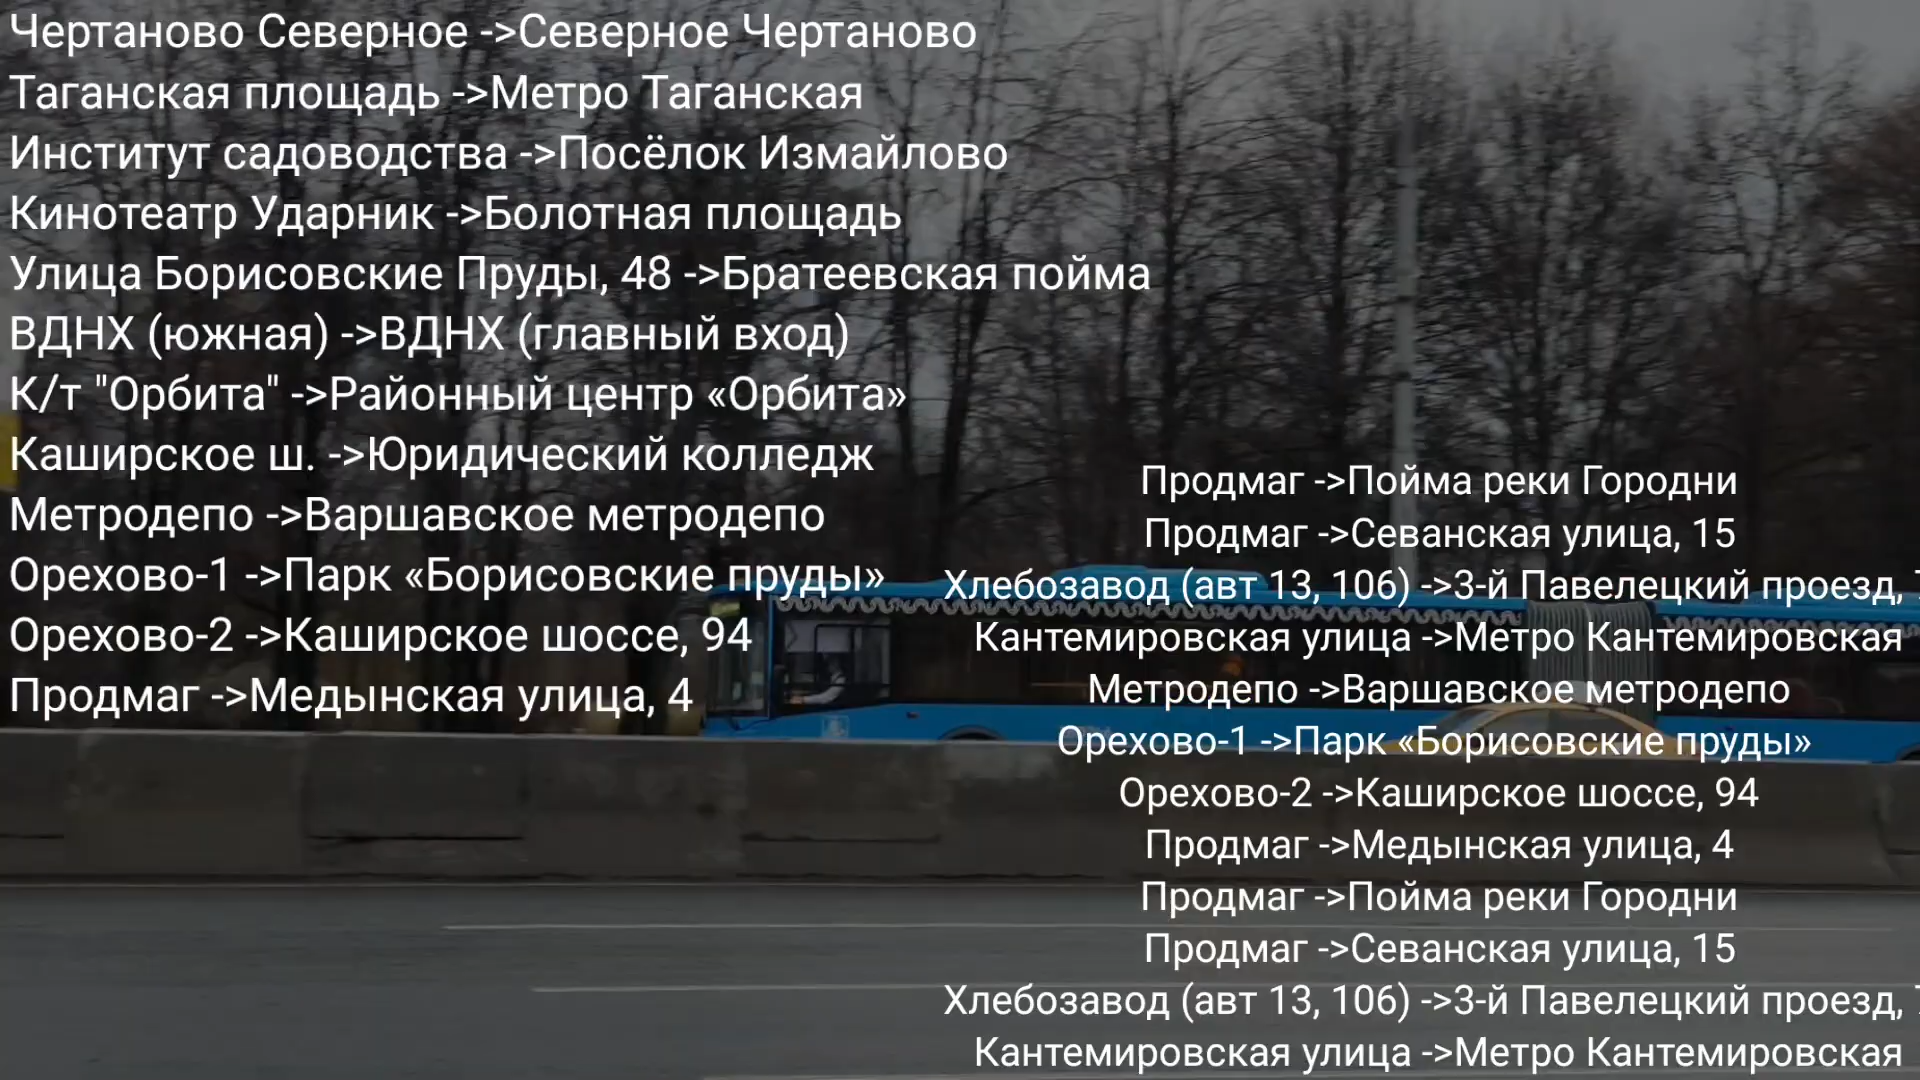 Чертаново Северное ->Северное Чертаново
Таганская площадь ->Метро Таганская
Институт садоводства ->Посёлок Измайлово
Кинотеатр Ударник ->Болотная площадь
Улица Борисовские Пруды, 48 ->Братеевская пойма
ВДНХ (южная) ->ВДНХ (главный вход)
К/т "Орбита" ->Районный центр «Орбита»
Каширское ш. ->Юридический колледж
Метродепо ->Варшавское метродепо
Орехово-1 ->Парк «Борисовские пруды»
Орехово-2 ->Каширское шоссе, 94
Продмаг ->Медынская улица, 4
Продмаг ->Пойма реки Городни
Продмаг ->Севанская улица, 15
Хлебозавод (авт 13, 106) ->3-й Павелецкий проезд,
Кантемировская улица ->Метро Кантемировская
Метродепо ->Варшавское метродепо
Орехово-1 ->Парк «Борисовские пруды»
Орехово-2 ->Каширское шоссе, 94
Продмаг ->Медынская улица, 4
Продмаг ->Пойма реки Городни
Продмаг ->Севанская улица, 15
Хлебозавод (авт 13, 106) ->3-й Павелецкий проезд,
Кантемировская улица ->Метро Кантемировская